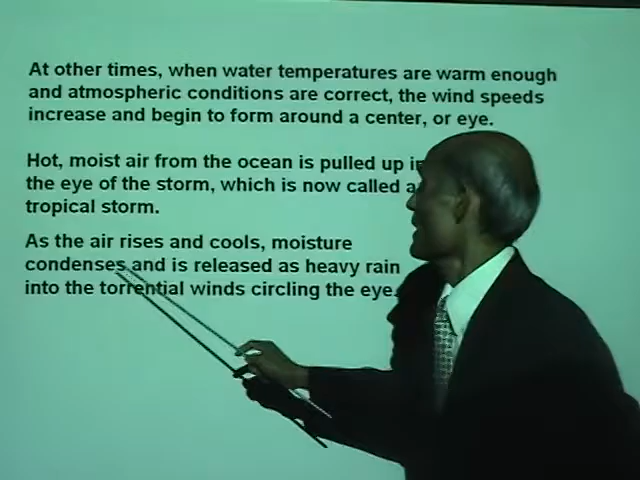 At other times, when water temperatures are warm enough
and atmospheric conditions are correct, the wind speeds
increase and begin to form around a center, or eye.
Hot, moist air from the ocean is pulled up
the eye of the storm, which is now called a
tropical storm.
As the air rises and cools, moisture
condenses and is released as heavy rain
into the torrential winds circling the eye.